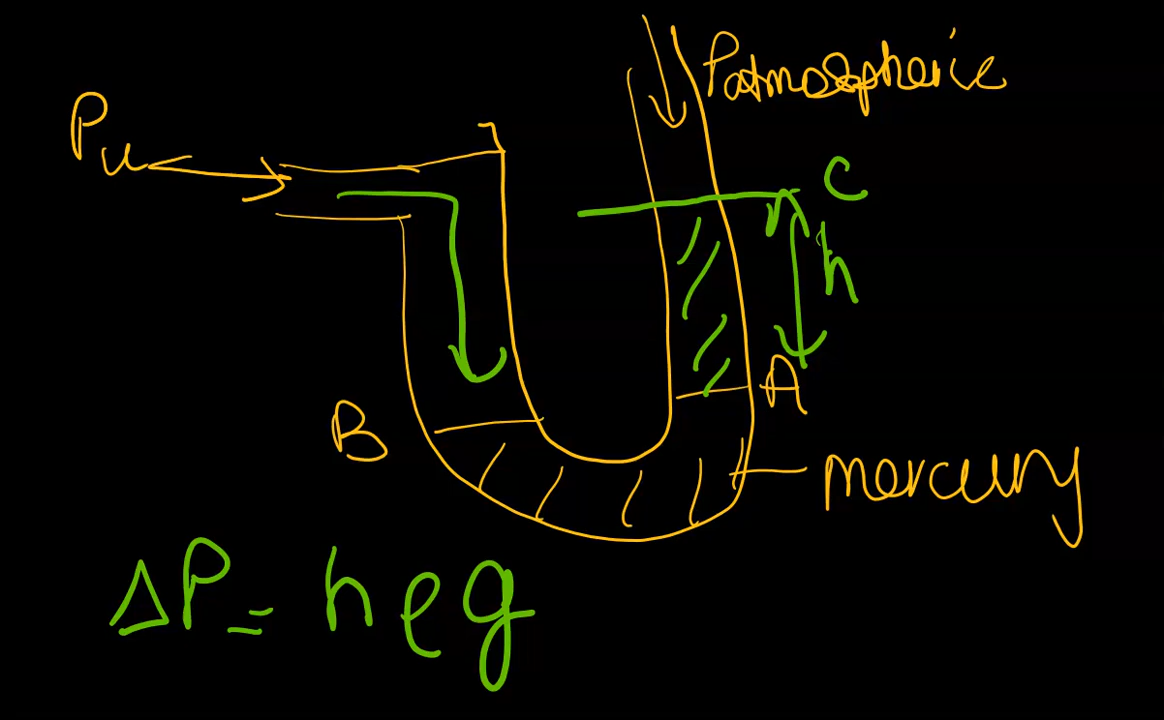 Patmospheric
Pu
C
h
A
B
mercury
ΔP = hρg